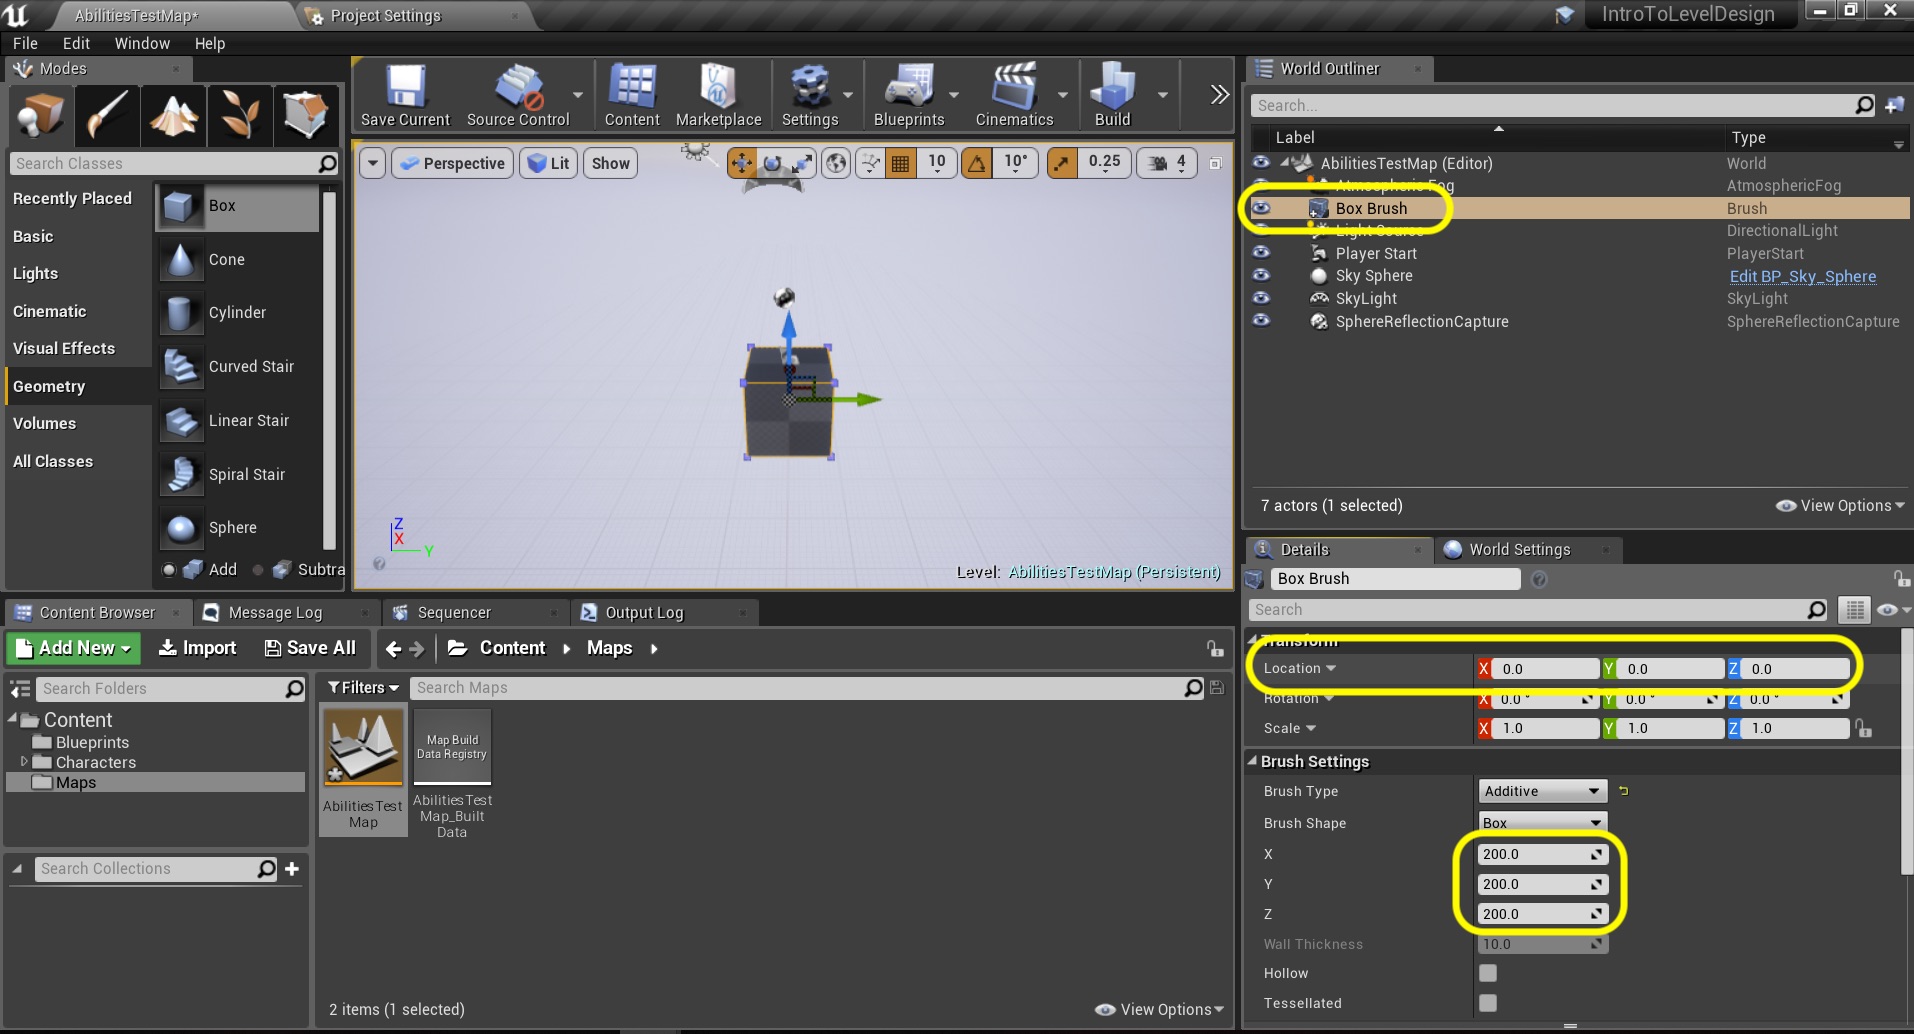 AbilitiesTestMap*
Project Settings
IntroToLevelDesign
File Edit Window Help
Modes
Search Classes
Recently Placed
Basic
Lights
Cinematic
Visual Effects
Geometry
Volumes
All Classes
Box
Cone
Cylinder
Curved Stair
Linear Stair
Spiral Stair
Sphere
Add Subtra
Save Current Source Control Content Marketplace Settings Blueprints Cinematics Build
Perspective Lit Show 10 10° 0.25 4
Z
X
Y
Level: AbilitiesTestMap (Persistent)
World Outliner
Search...
Label Type
AbilitiesTestMap (Editor) World
Atmospheric Fog AtmosphericFog
Box Brush Brush
Light Source DirectionalLight
Player Start PlayerStart
Sky Sphere Edit BP_Sky_Sphere
SkyLight SkyLight
SphereReflectionCapture SphereReflectionCapture
7 actors (1 selected) View Options
Content Browser Message Log Sequencer Output Log
Add New Import Save All Content Maps
Search Folders
Content
Blueprints
Characters
Maps
Search Collections
Filters Search Maps
AbilitiesTest
Map
Map Build
Data Registry
AbilitiesTest
Map_Built
Data
2 items (1 selected) View Options
Details World Settings
Box Brush
Search
Transform
Location X 0.0 Y 0.0 Z 0.0
Rotation X 0.0 ° Y 0.0 ° Z 0.0 °
Scale X 1.0 Y 1.0 Z 1.0
Brush Settings
Brush Type Additive
Brush Shape Box
X 200.0
Y 200.0
Z 200.0
Wall Thickness 10.0
Hollow
Tessellated